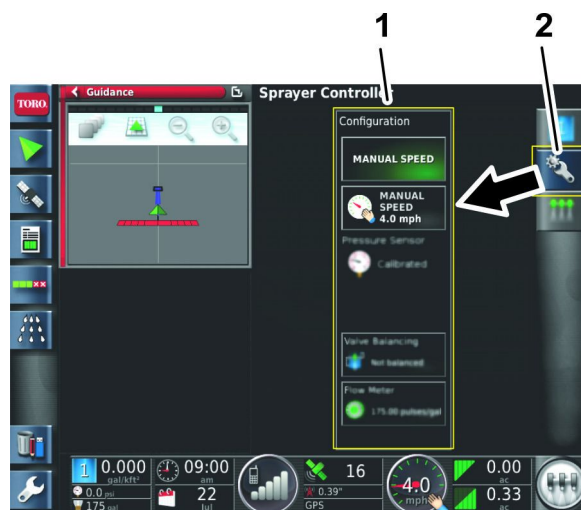 1 2
TORO
Guidance
Sprayer Controller
Configuration
MANUAL SPEED
MANUAL
SPEED
4.0 mph
Pressure Sensor
Calibrated
Valve Balancing
Not balanced
Flow Meter
175.00 pulses/gal
1 0.000 gal/kft²
0.0 psi
175 gal
09:00 am
22 Jul
16
0.39"
GPS
4.0
mph
0.00 ac
0.33 ac